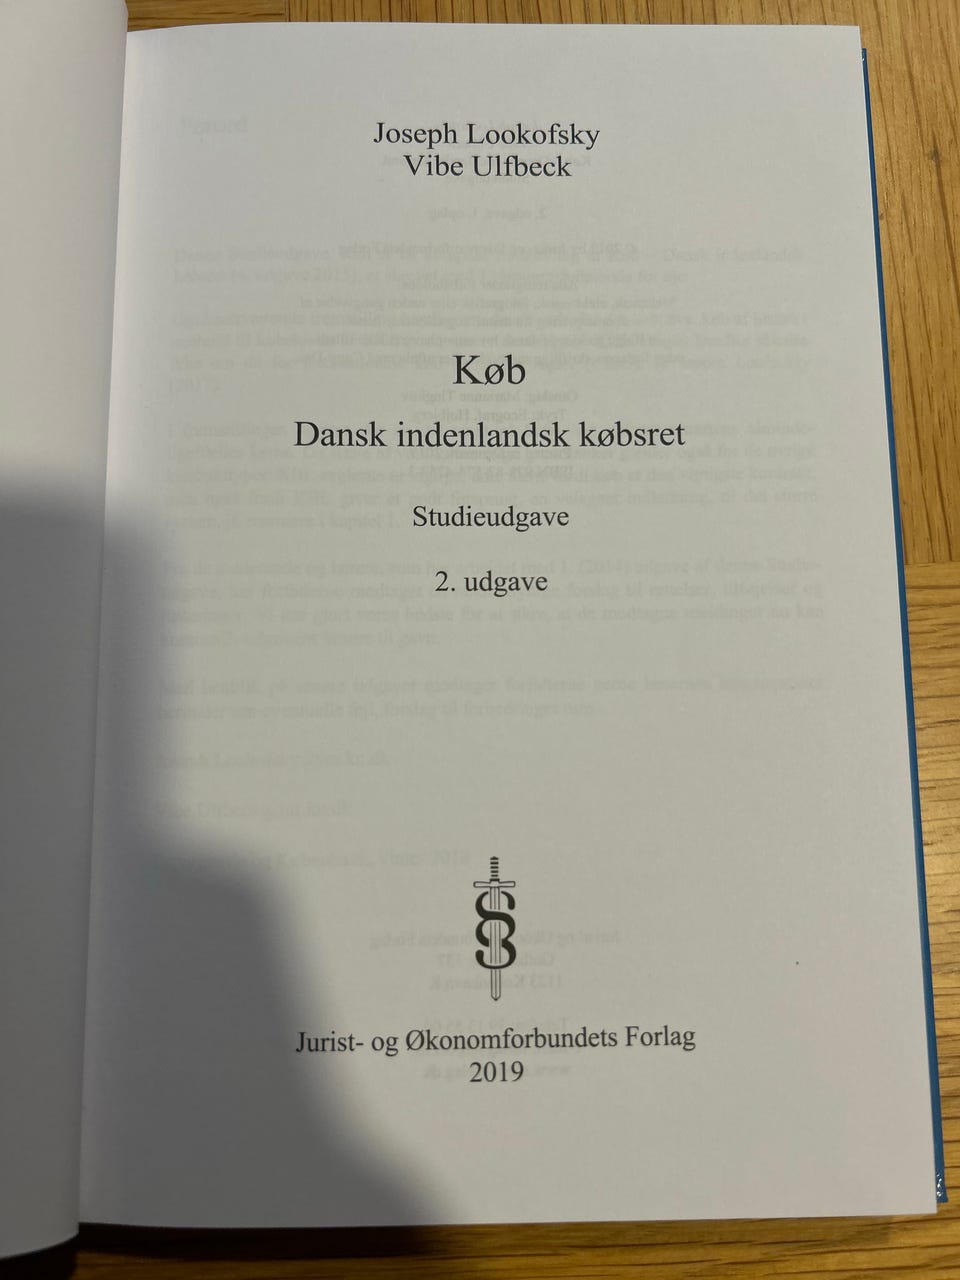 Joseph Lookofsky
Vibe Ulfbeck
Køb
Dansk indenlandsk købsret
Studieudgave
2. udgave
Jurist- og Økonomforbundets Forlag
2019